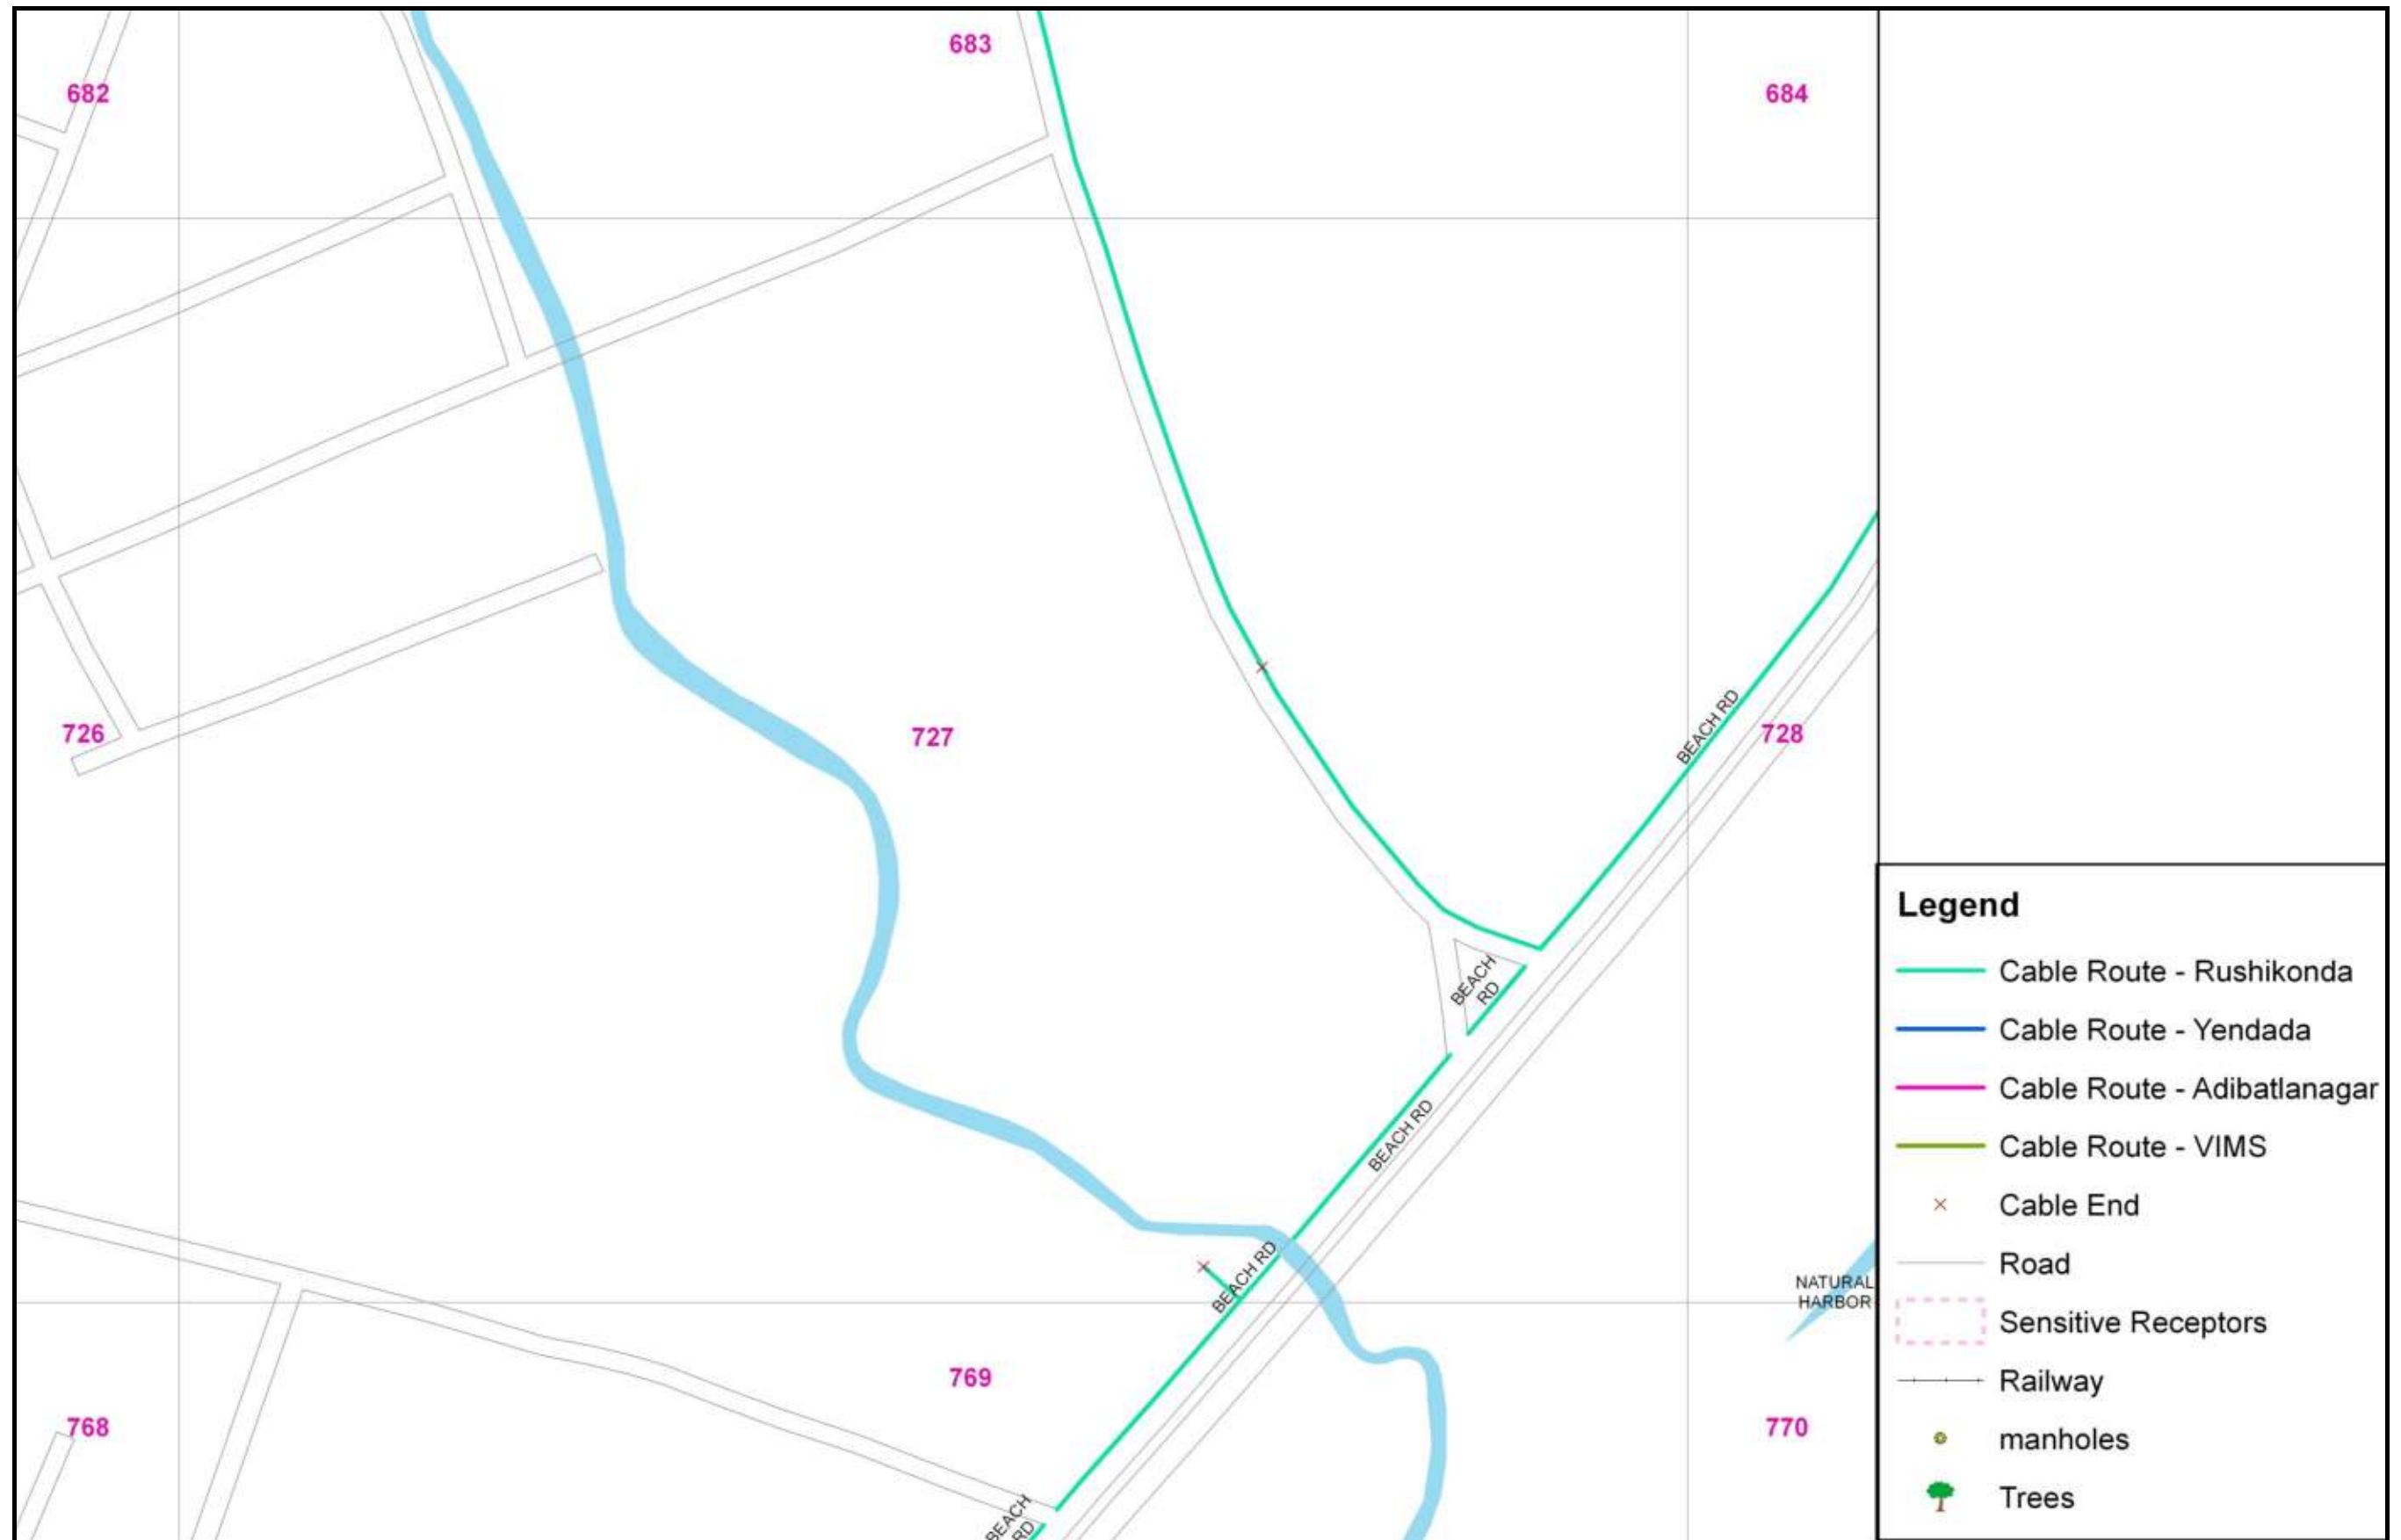 683
682
684
BEACH RD
726
727
728
BEACH
RD
BEACH RD
BEACH RD
NATURAL
HARBOR
769
768
770
BEACH
RD
Legend
Cable Route - Rushikonda
Cable Route - Yendada
Cable Route - Adibatlanagar
Cable Route - VIMS
Cable End
Road
Sensitive Receptors
Railway
manholes
Trees